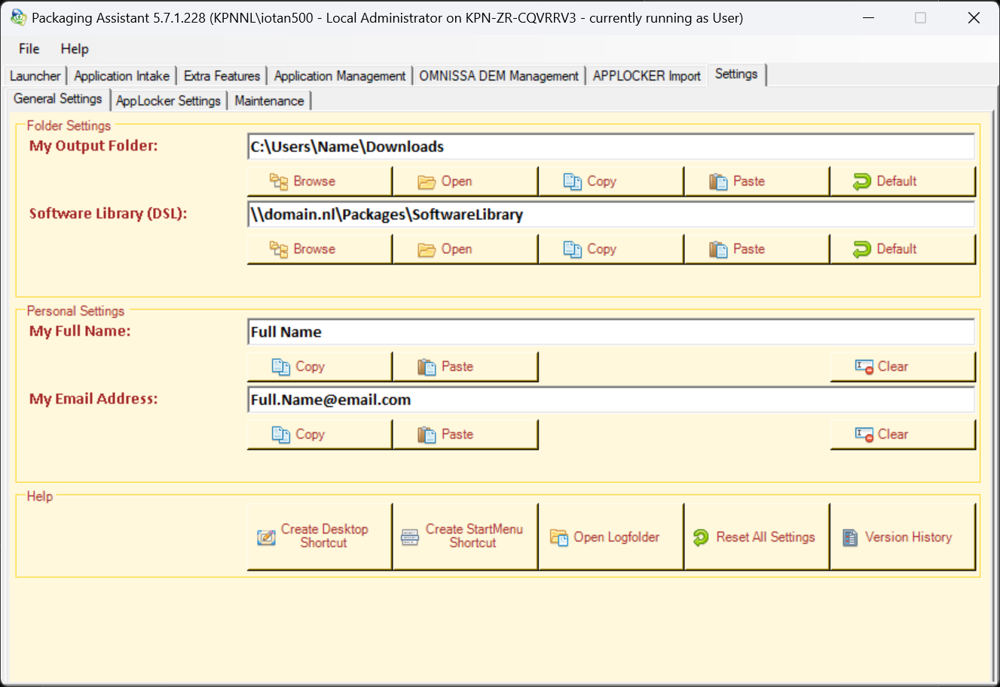 Packaging Assistant 5.7.1.228 (KPNNL\iotan500 - Local Administrator on KPN-ZR-CQVRRV3 - currently running as User)
File Help
Launcher Application Intake Extra Features Application Management OMNISSA DEM Management APPLOCKER Import Settings
General Settings AppLocker Settings Maintenance
Folder Settings
My Output Folder: C:\Users\Name\Downloads
Browse Open Copy Paste Default
Software Library (DSL): \\domain.nl\Packages\SoftwareLibrary
Browse Open Copy Paste Default
Personal Settings
My Full Name: Full Name
Copy Paste Clear
My Email Address: Full.Name@email.com
Copy Paste Clear
Help
Create Desktop Shortcut
Create StartMenu Shortcut
Open Logfolder
Reset All Settings
Version History